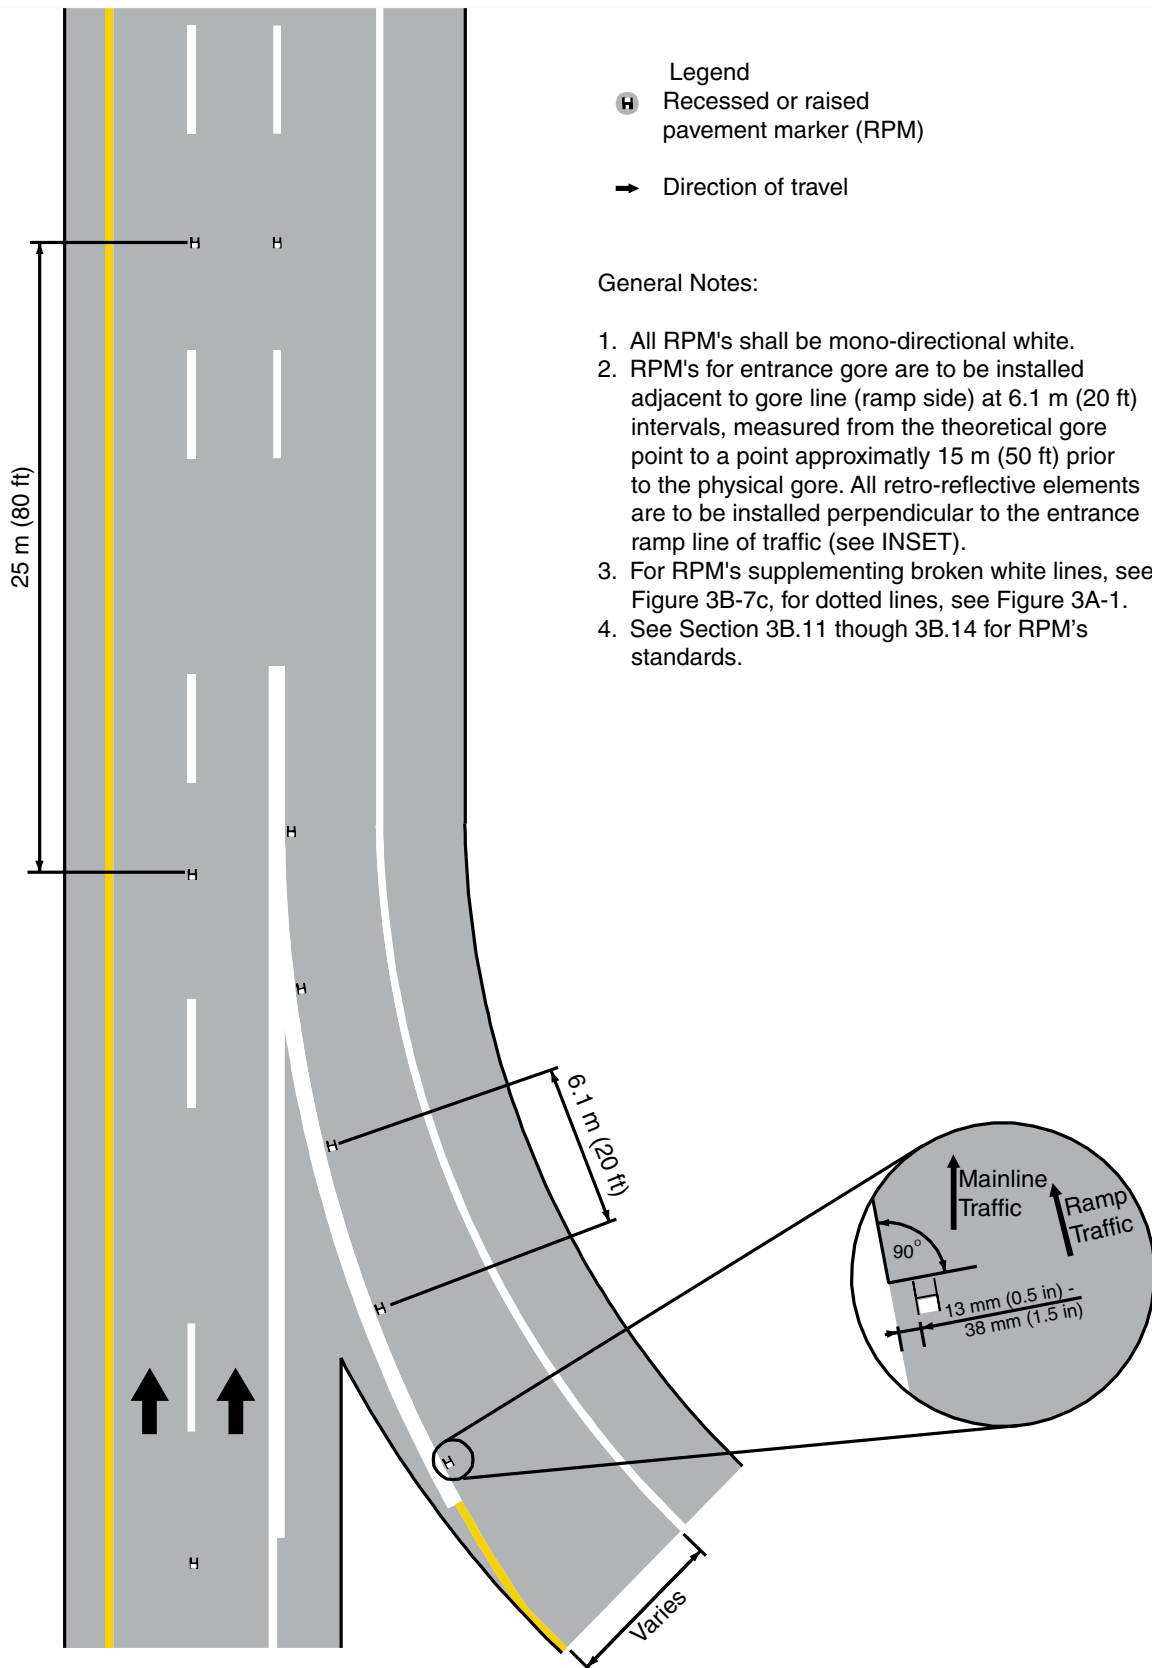 Legend
Recessed or raised
pavement marker (RPM)
Direction of travel
General Notes:
1. All RPM's shall be mono-directional white.
2. RPM's for entrance gore are to be installed
adjacent to gore line (ramp side) at 6.1 m (20 ft)
intervals, measured from the theoretical gore
point to a point approximatly 15 m (50 ft) prior
to the physical gore. All retro-reflective elements
are to be installed perpendicular to the entrance
ramp line of traffic (see INSET).
3. For RPM's supplementing broken white lines, see
Figure 3B-7c, for dotted lines, see Figure 3A-1.
4. See Section 3B.11 though 3B.14 for RPM's
standards.
25 m (80 ft)
6.1 m (20 ft)
Mainline
Traffic
Ramp
Traffic
90°
13 mm (0.5 in) -
38 mm (1.5 in)
Varies